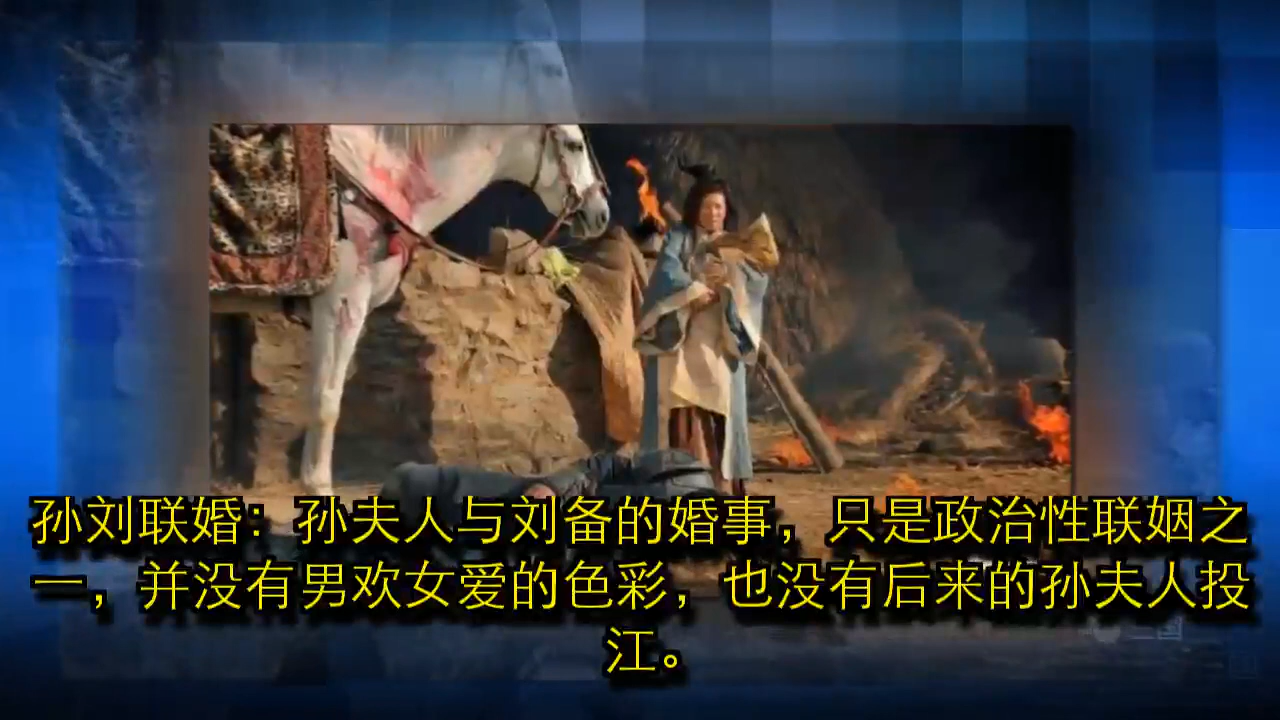 孙刘联婚：孙夫人与刘备的婚事，只是政治性联姻之
一，并没有男欢女爱的色彩，也没有后来的孙夫人投
江。